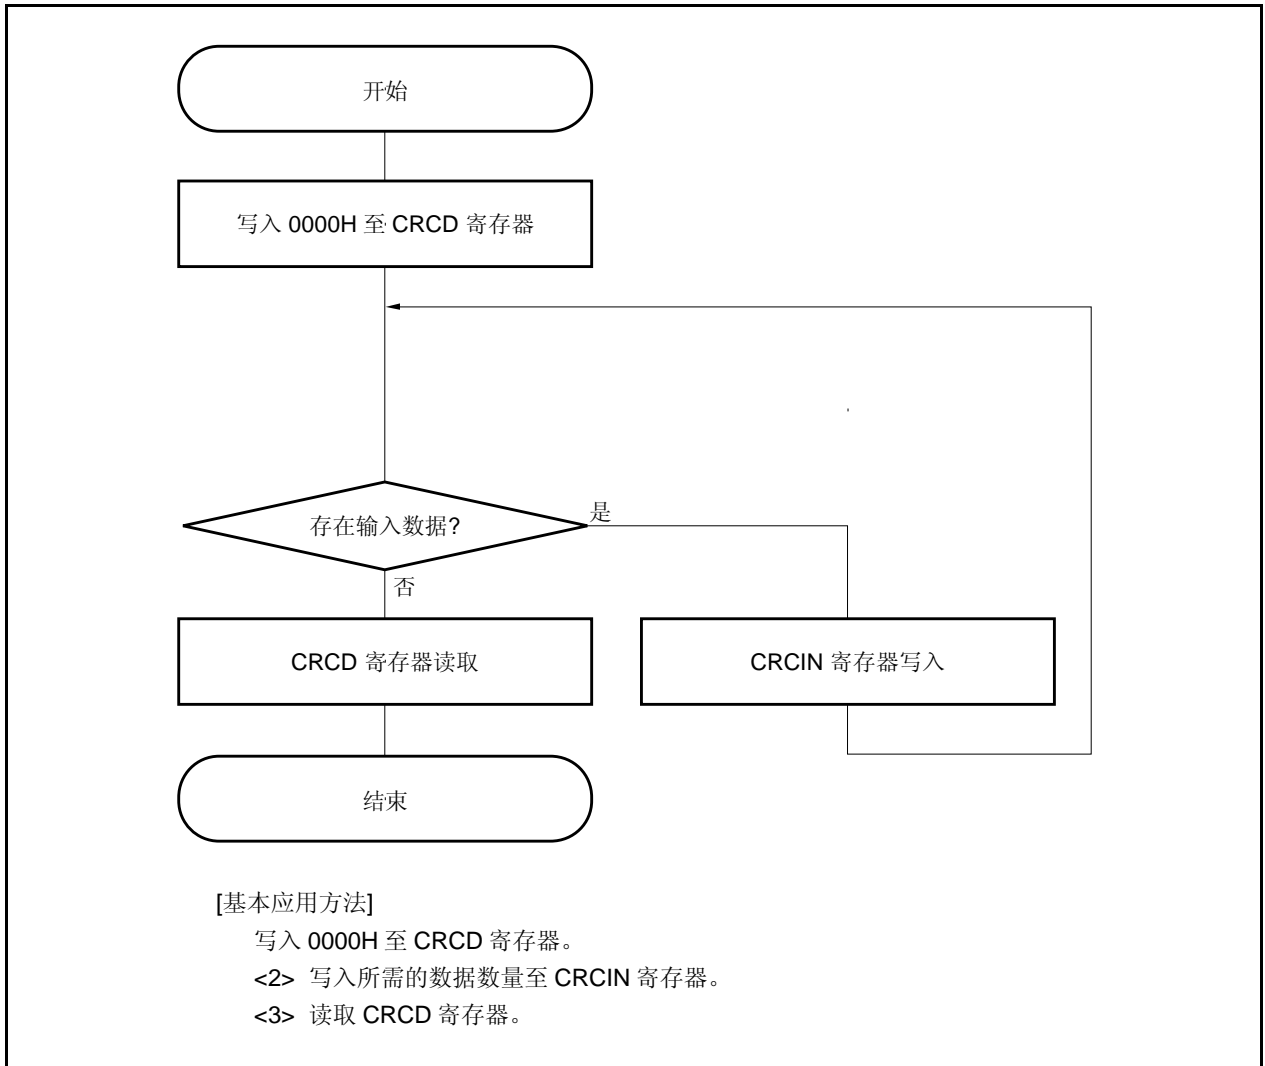 开始
写入 0000H 至 CRCD 寄存器
存在输入数据?
是
否
CRCD 寄存器读取
CRCIN 寄存器写入
结束
[基本应用方法]
写入 0000H 至 CRCD 寄存器。
<2> 写入所需的数据数量至 CRCIN 寄存器。
<3> 读取 CRCD 寄存器。